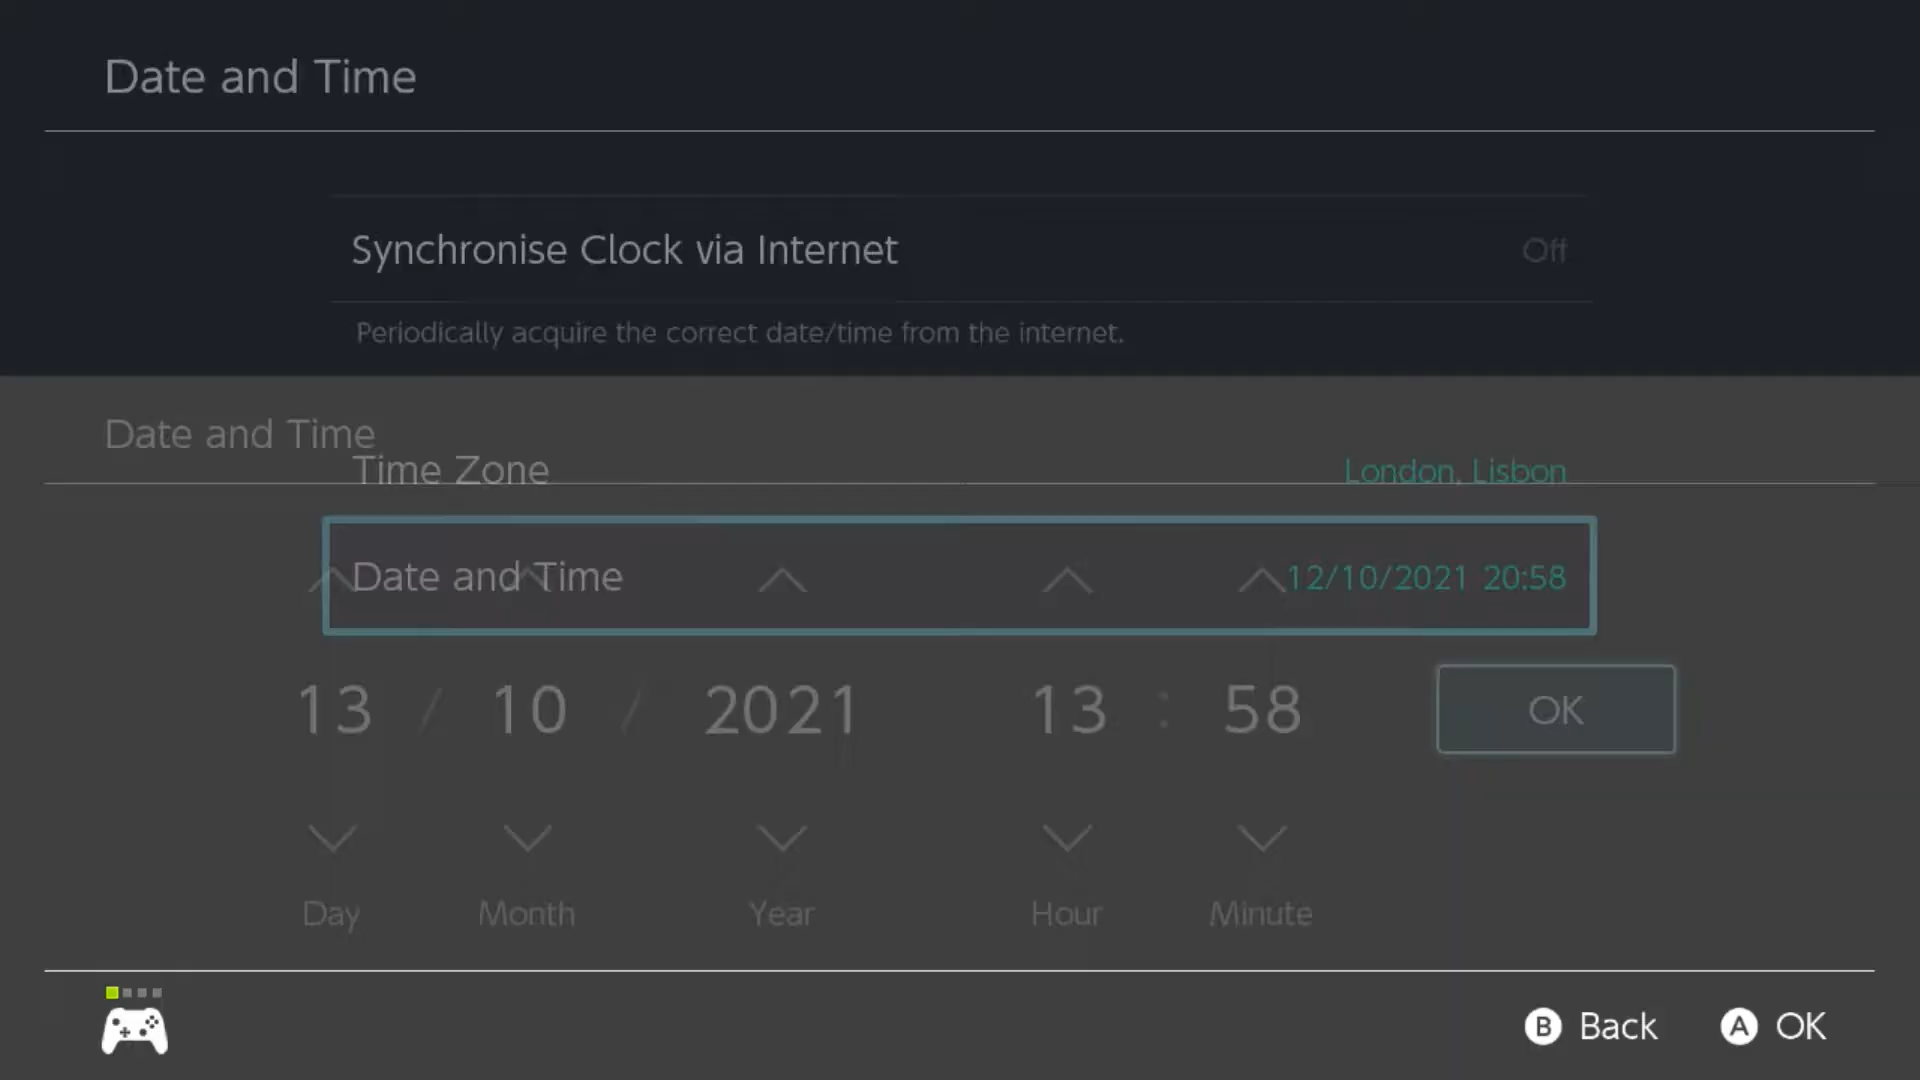 Date and Time
Synchronise Clock via Internet Off
Periodically acquire the correct date/time from the internet.
Date and Time
Time Zone London, Lisbon
Date and Time 12/10/2021 20:58
13 / 10 / 2021 13 : 58 OK
Day Month Year Hour Minute
B Back A OK